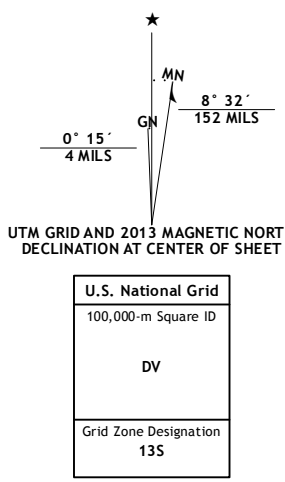 ★
MN
GN
8° 32´
152 MILS
0° 15´
4 MILS
UTM GRID AND 2013 MAGNETIC NORT
DECLINATION AT CENTER OF SHEET
U.S. National Grid
100,000-m Square ID
DV
Grid Zone Designation
13S